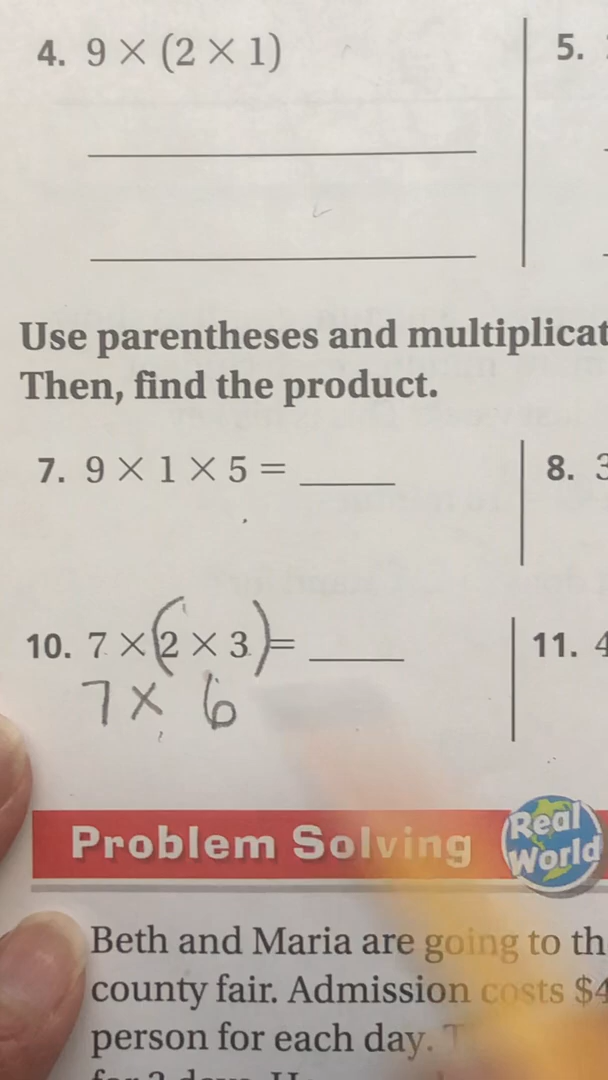 4. 9 × (2 × 1)
5.
Use parentheses and multiplicat
Then, find the product.
7. 9 × 1 × 5 = ____
8. 3
10. 7 × (2 × 3) = ____
11. 4
7 × 6
Problem Solving
Real World
Beth and Maria are going to th
county fair. Admission costs $4
person for each day. T